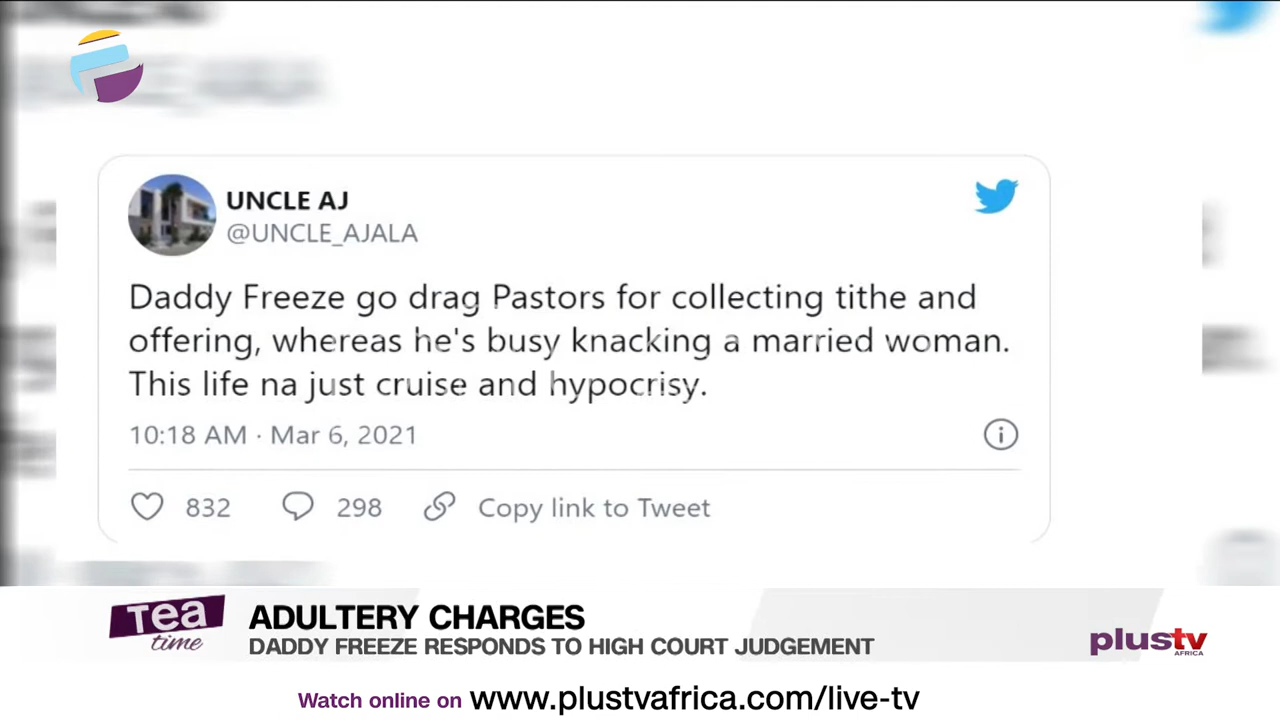 UNCLE AJ
@UNCLE_AJALA
Daddy Freeze go drag Pastors for collecting tithe and
offering, whereas he's busy knacking a married woman.
This life na just cruise and hypocrisy.
10:18 AM · Mar 6, 2021
832 298 Copy link to Tweet
Tea
time
ADULTERY CHARGES
DADDY FREEZE RESPONDS TO HIGH COURT JUDGEMENT
plustv
AFRICA
Watch online on www.plustvafrica.com/live-tv